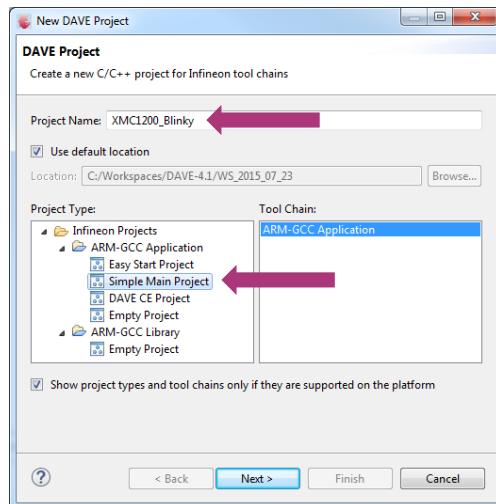 New DAVE Project
DAVE Project
Create a new C/C++ project for Infineon tool chains
Project Name: XMC1200_Blinky
Use default location
Location: C:/Workspaces/DAVE-4.1/WS_2015_07_23 Browse...
Project Type: Tool Chain:
Infineon Projects ARM-GCC Application
ARM-GCC Application
Easy Start Project
Simple Main Project
DAVE CE Project
Empty Project
ARM-GCC Library
Empty Project
Show project types and tool chains only if they are supported on the platform
? < Back Next > Finish Cancel